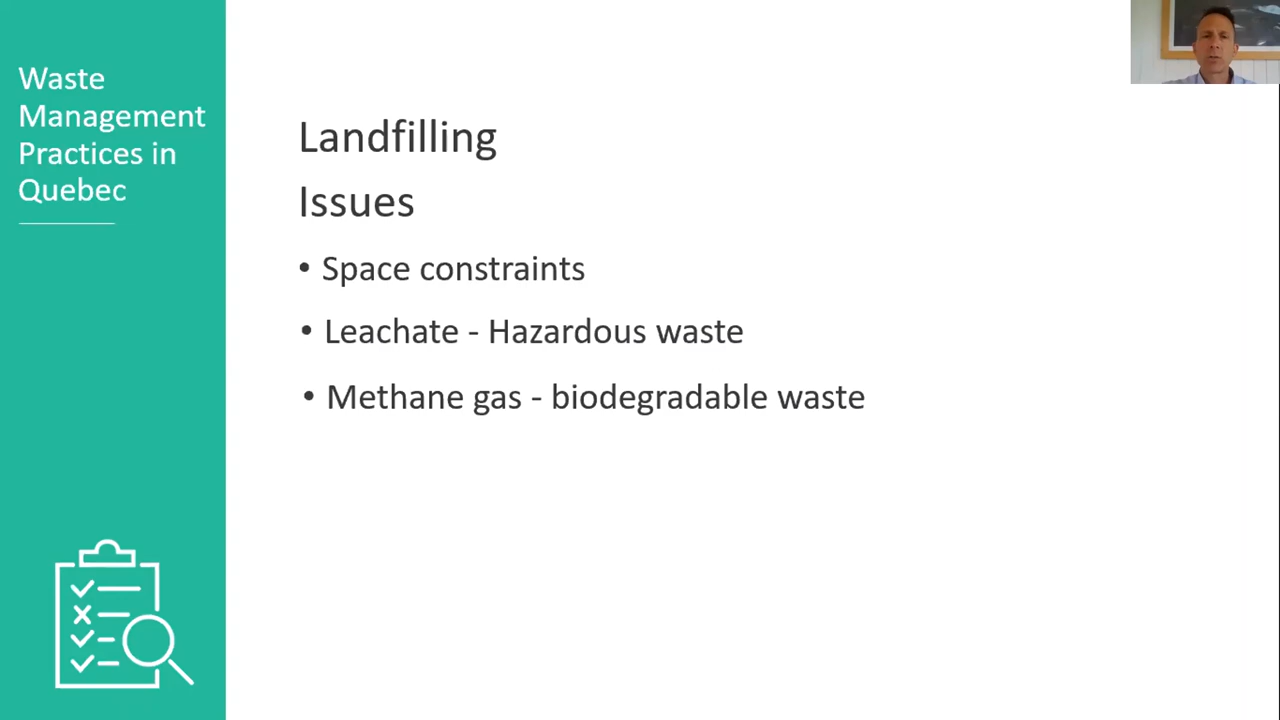 Waste
Management
Practices in
Quebec
Landfilling
Issues
• Space constraints
• Leachate - Hazardous waste
• Methane gas - biodegradable waste